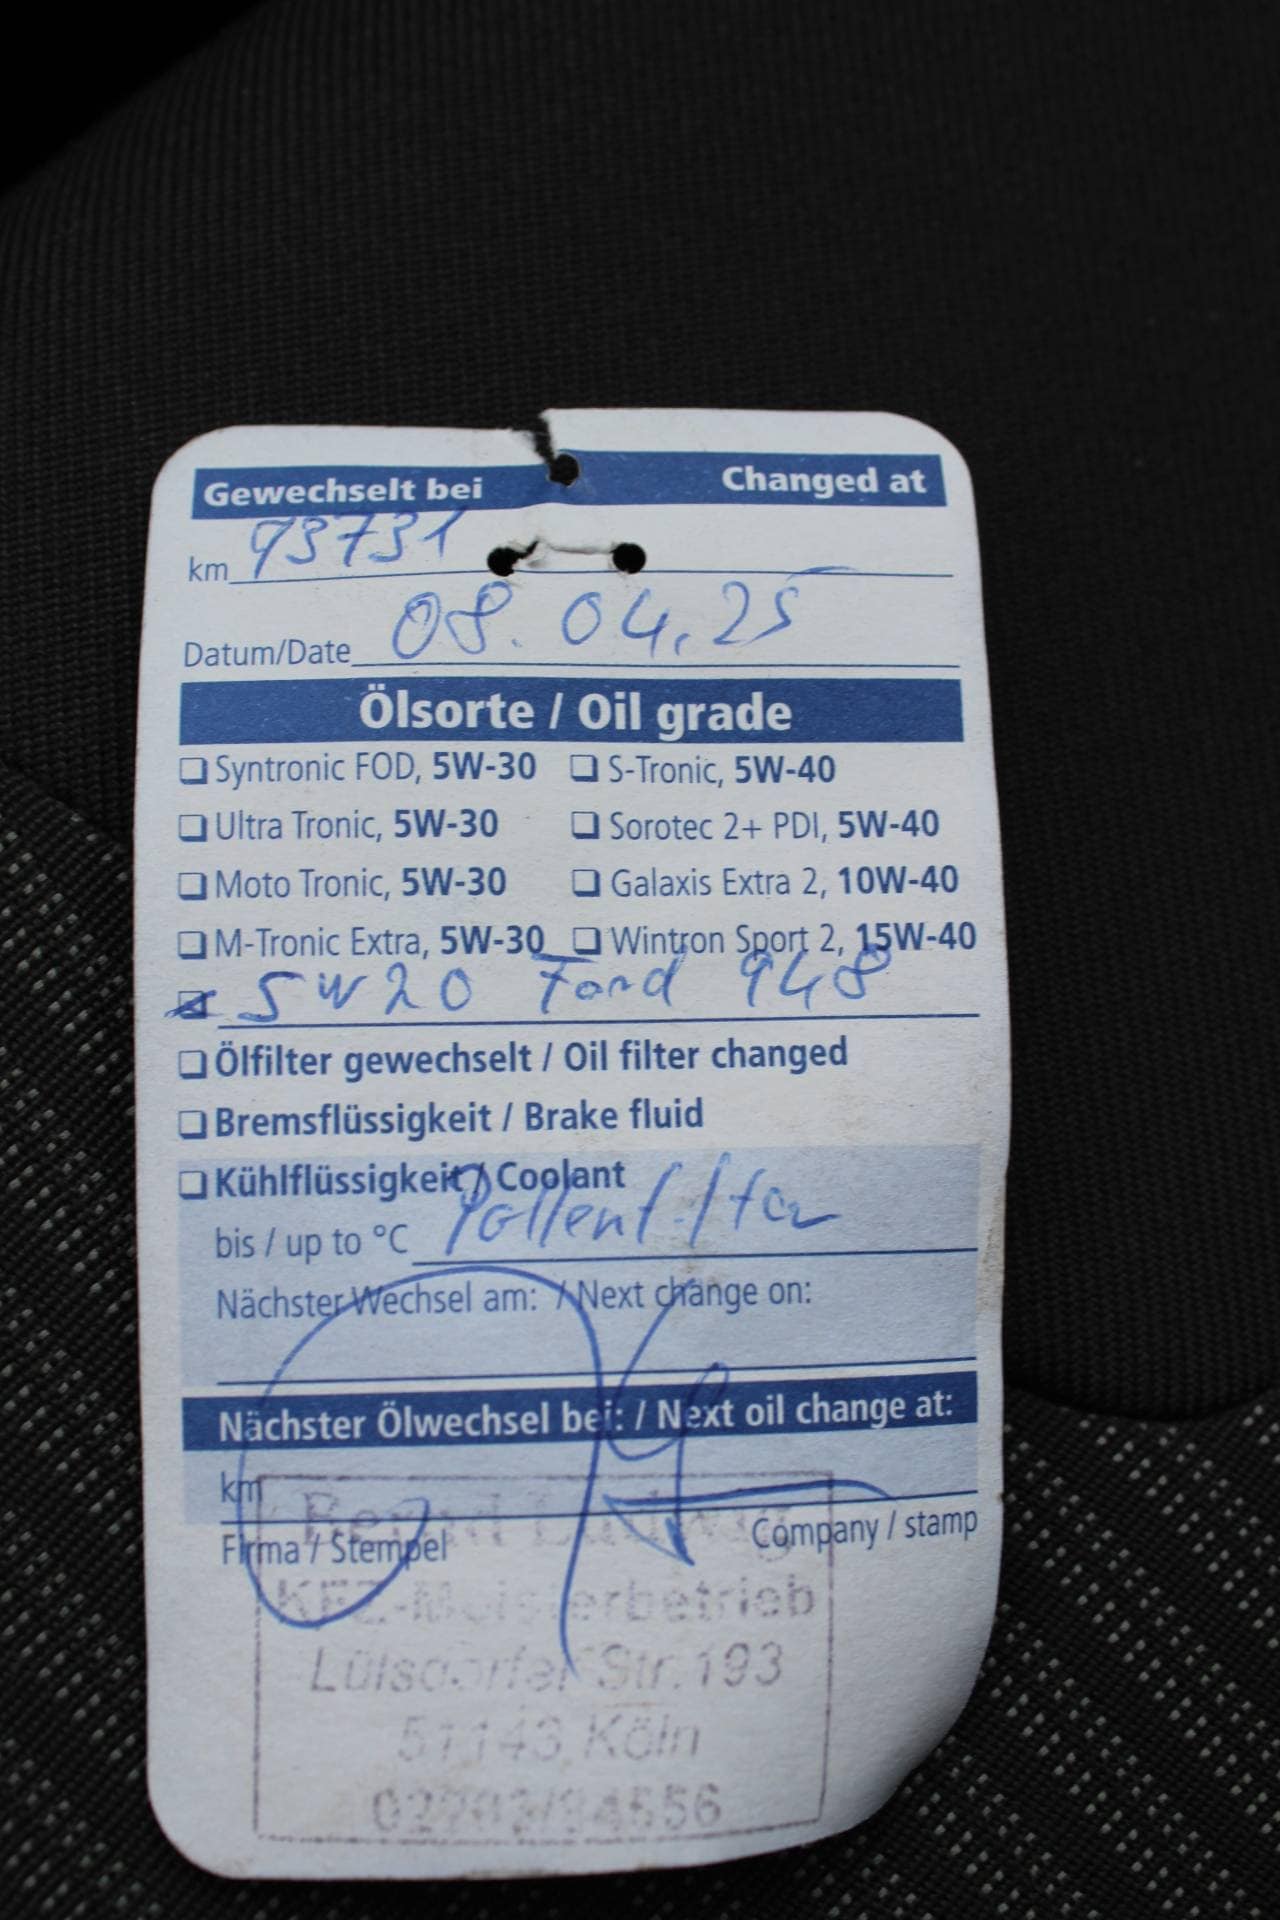 Gewechselt bei Changed at
km 93731
Datum/Date 08.04.25
Ölsorte / Oil grade
❏ Syntronic FOD, 5W-30 ❏ S-Tronic, 5W-40
❏ Ultra Tronic, 5W-30 ❏ Sorotec 2+ PDI, 5W-40
❏ Moto Tronic, 5W-30 ❏ Galaxis Extra 2, 10W-40
❏ M-Tronic Extra, 5W-30 ❏ Wintron Sport 2, 15W-40
5W20 Ford 948
❏ Ölfilter gewechselt / Oil filter changed
❏ Bremsflüssigkeit / Brake fluid
❏ Kühlflüssigkeit / Coolant
bis / up to °C Pollenfilter
Nächster Wechsel am: / Next change on:
Nächster Ölwechsel bei: / Next oil change at:
km
Firma / Stempel Company / stamp
Ludwig
KFZ-Meisterbetrieb
Lülsdorfer Str. 193
51143 Köln